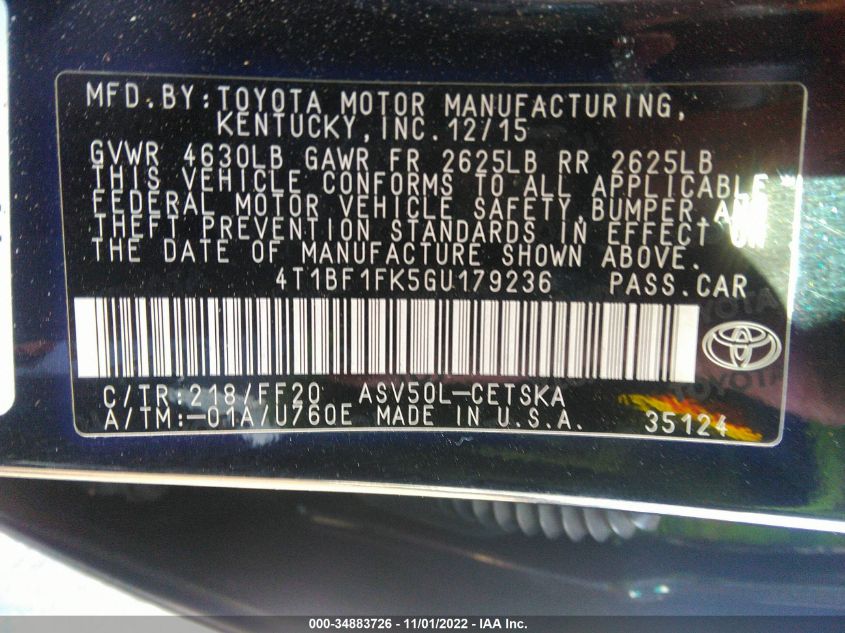 MFD.BY:TOYOTA MOTOR MANUFACTURING,
KENTUCKY,INC.12/15
GVWR 4630LB GAWR FR 2625LB RR 2625LB
THIS VEHICLE CONFORMS TO ALL APPLICABLE
FEDERAL MOTOR VEHICLE SAFETY,BUMPER,AND
THEFT PREVENTION STANDARDS IN EFFECT ON
THE DATE OF MANUFACTURE SHOWN ABOVE.
4T1BF1FK5GU179236 PASS.CAR
C/TR:218/FF20 ASV50L-CETSKA
A/TM:-01A/U760E MADE IN U.S.A. 35124
000-34883726 - 11/01/2022 - IAA Inc.